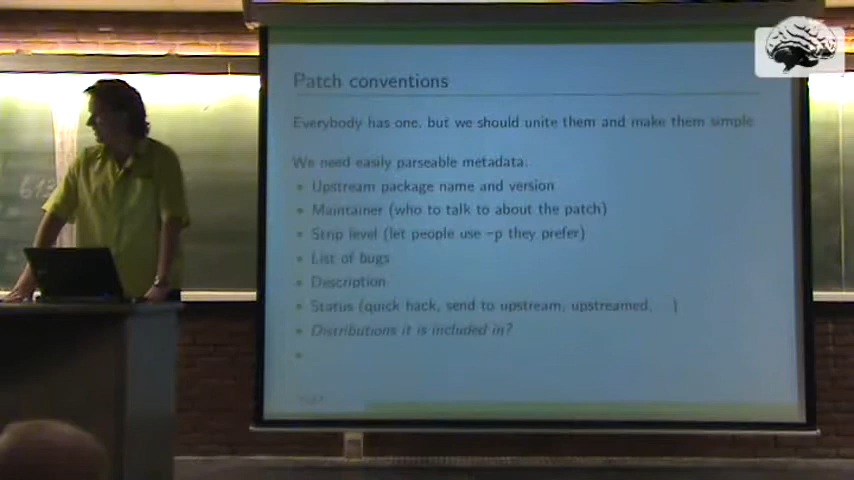 Patch conventions
Everybody has one, but we should unite them and make them simple
We need easily parseable metadata:
Upstream package name and version
Maintainer (who to talk to about the patch)
Strip level (let people use -p they prefer)
List of bugs
Description
Status (quick hack, send to upstream, upstreamed, ... )
Distributions it is included in?
613